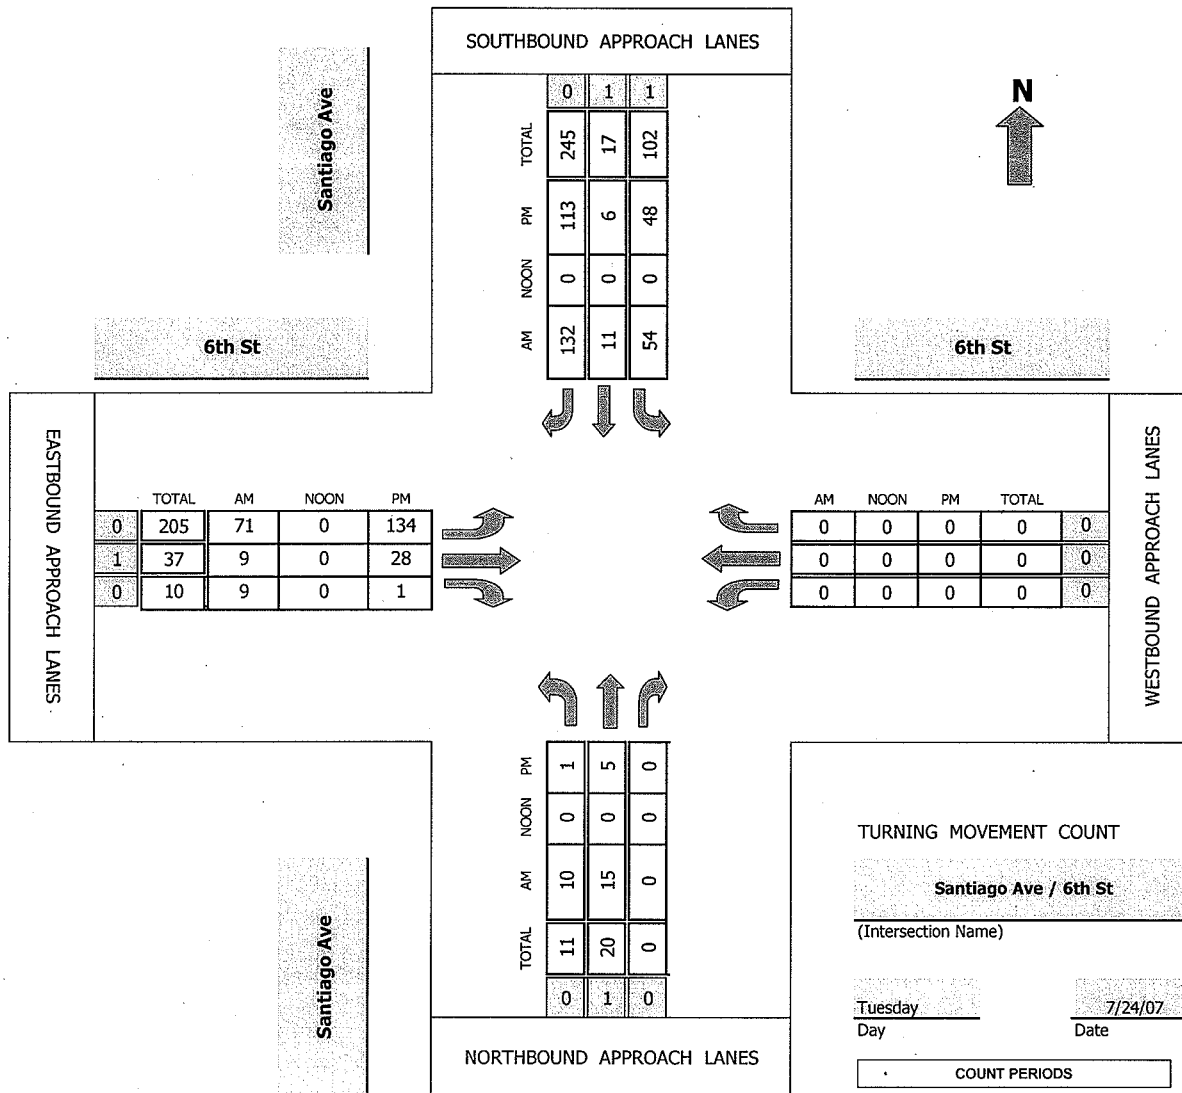 SOUTHBOUND APPROACH LANES
0 1 1
TOTAL 245 17 102
PM 113 6 48
NOON 0 0 0
AM 132 11 54
Santiago Ave
N
6th St
6th St
EASTBOUND APPROACH LANES
TOTAL AM NOON PM
0 205 71 0 134
1 37 9 0 28
0 10 9 0 1
AM NOON PM TOTAL
0 0 0 0 0
0 0 0 0 0
0 0 0 0 0
WESTBOUND APPROACH LANES
PM 1 5 0
NOON 0 0 0
AM 10 15 0
TOTAL 11 20 0
0 1 0
NORTHBOUND APPROACH LANES
Santiago Ave
TURNING MOVEMENT COUNT
Santiago Ave / 6th St
(Intersection Name)
Tuesday 7/24/07
Day Date
COUNT PERIODS